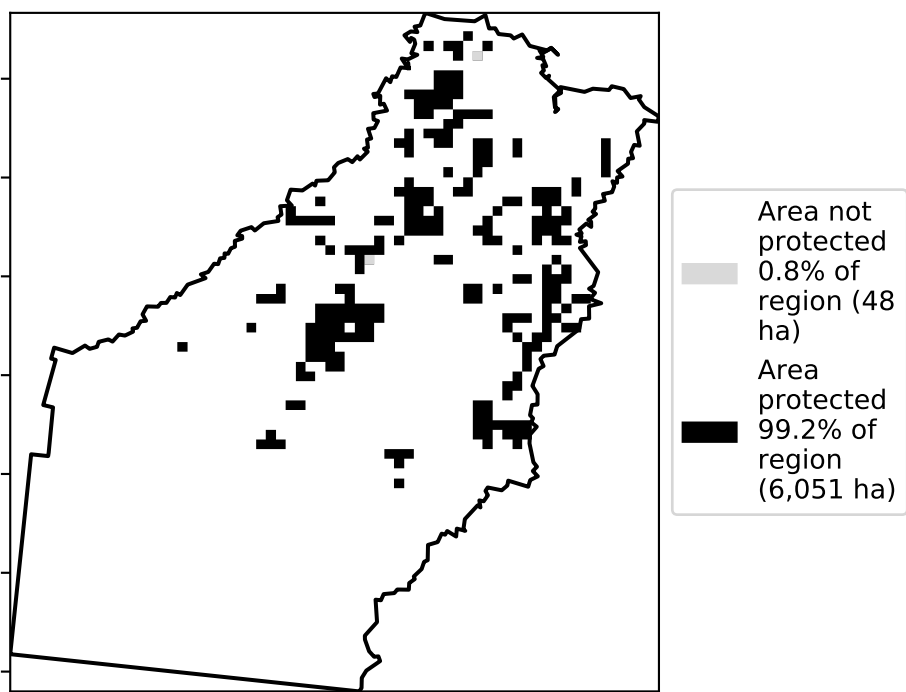 Area not
protected
0.8% of
region (48
ha)
Area
protected
99.2% of
region
(6,051 ha)